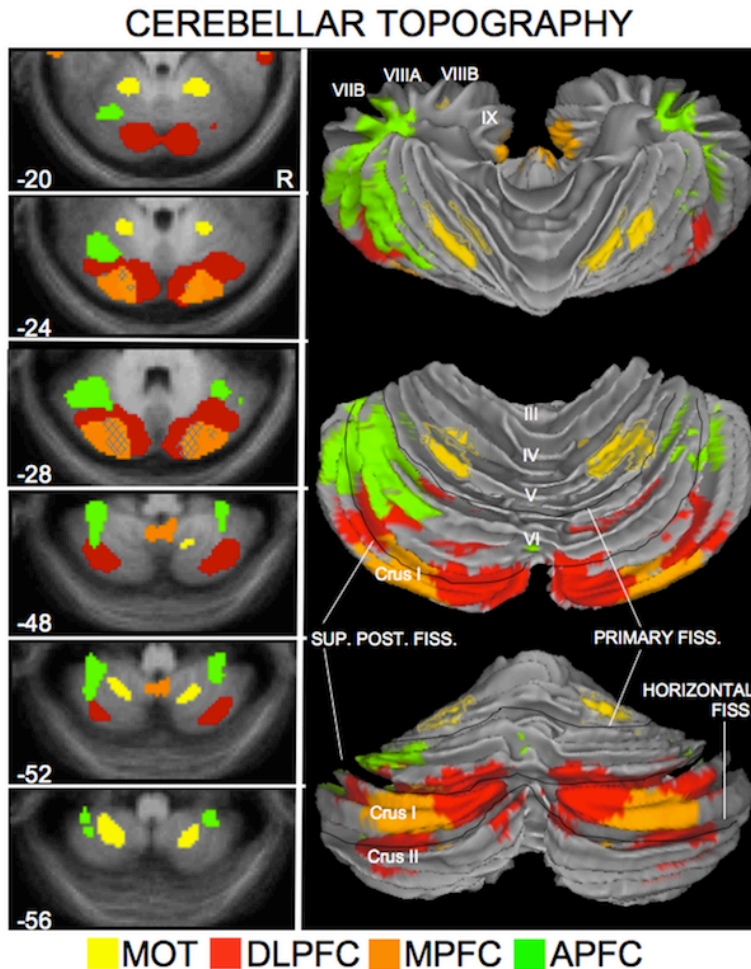 CEREBELLAR TOPOGRAPHY
-20
R
-24
-28
-48
-52
-56
VIIB
VIIIA
VIIIB
IX
III
IV
V
VI
Crus I
SUP. POST. FISS.
PRIMARY FISS.
HORIZONTAL
FISS
Crus I
Crus II
MOT DLPFC MPFC APFC